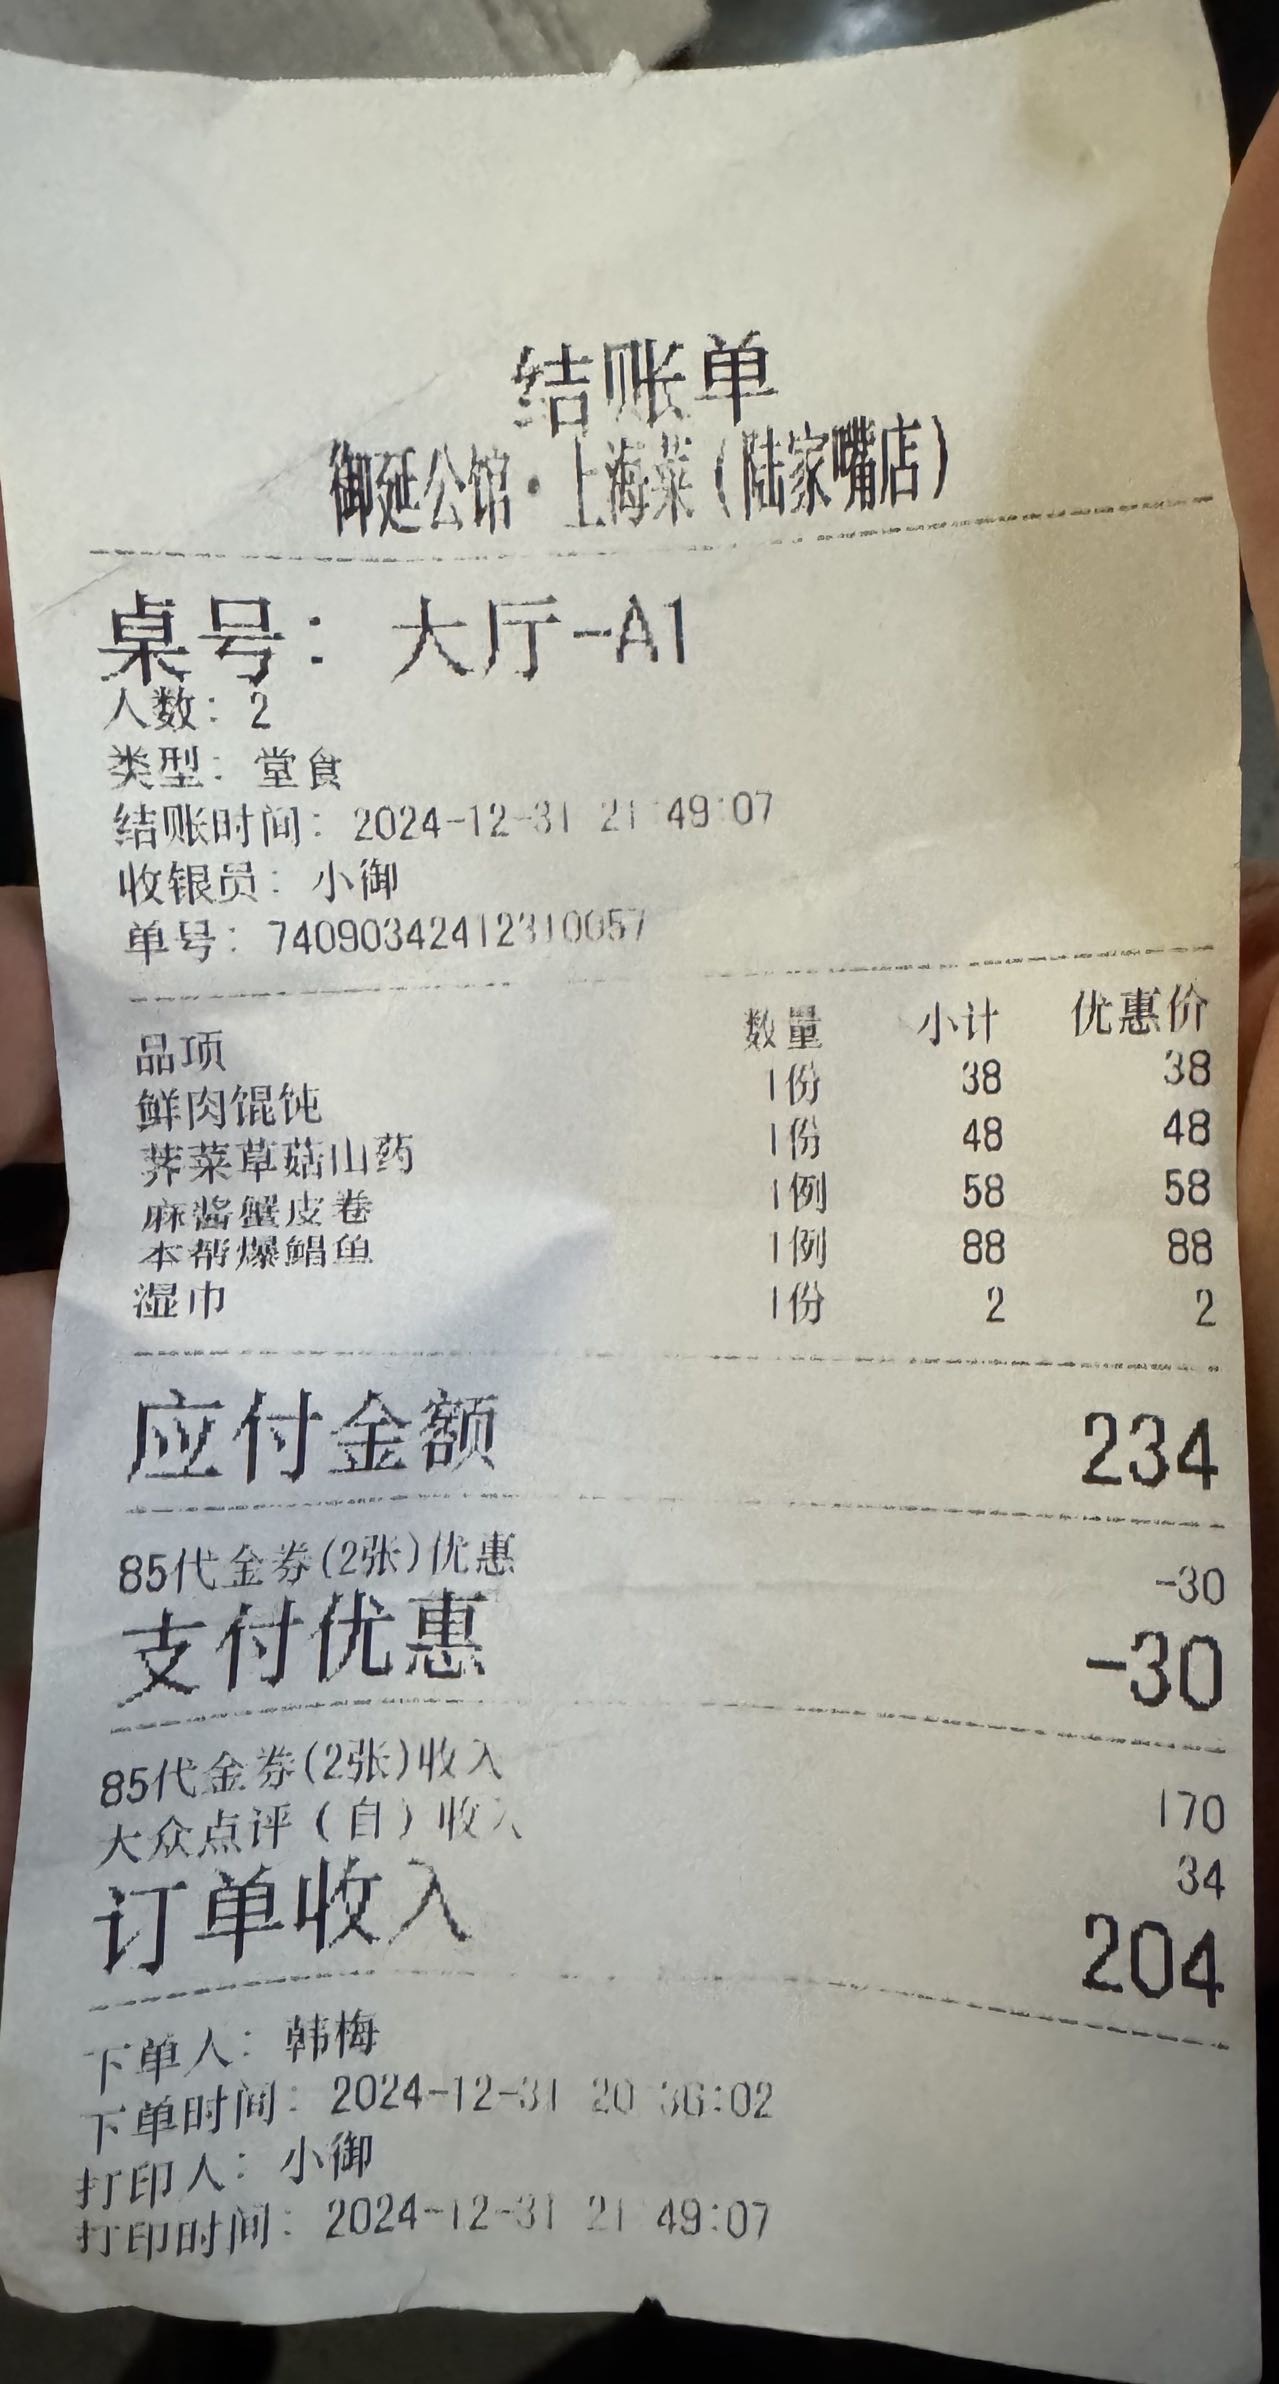 结账单
御延公馆·上海菜(陆家嘴店)
桌号: 大厅-A1
人数: 2
类型: 堂食
结账时间: 2024-12-31 21:49:07
收银员: 小御
单号: 74090342412310057
品项 数量 小计 优惠价
鲜肉馄饨 1份 38 38
荠菜草菇山药 1份 48 48
麻酱蟹皮卷 1例 58 58
本帮爆鲳鱼 1例 88 88
湿巾 1份 2 2
应付金额 234
85代金券(2张)优惠 -30
支付优惠 -30
85代金券(2张)收入 170
大众点评(自)收入 34
订单收入 204
下单人: 韩梅
下单时间: 2024-12-31 20:36:02
打印人: 小御
打印时间: 2024-12-31 21:49:07